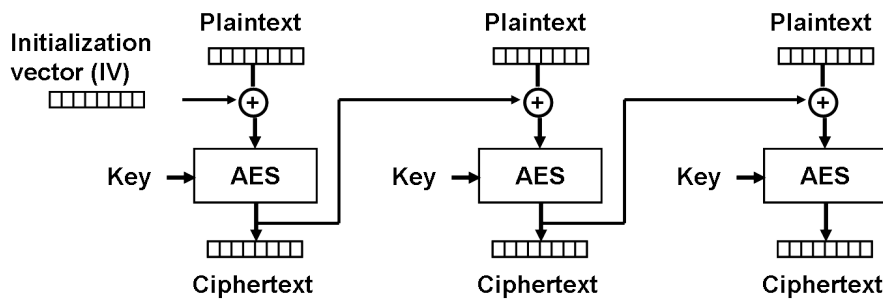 Plaintext
Plaintext
Plaintext
Initialization
vector (IV)
+
+
+
Key
AES
Key
AES
Key
AES
Ciphertext
Ciphertext
Ciphertext